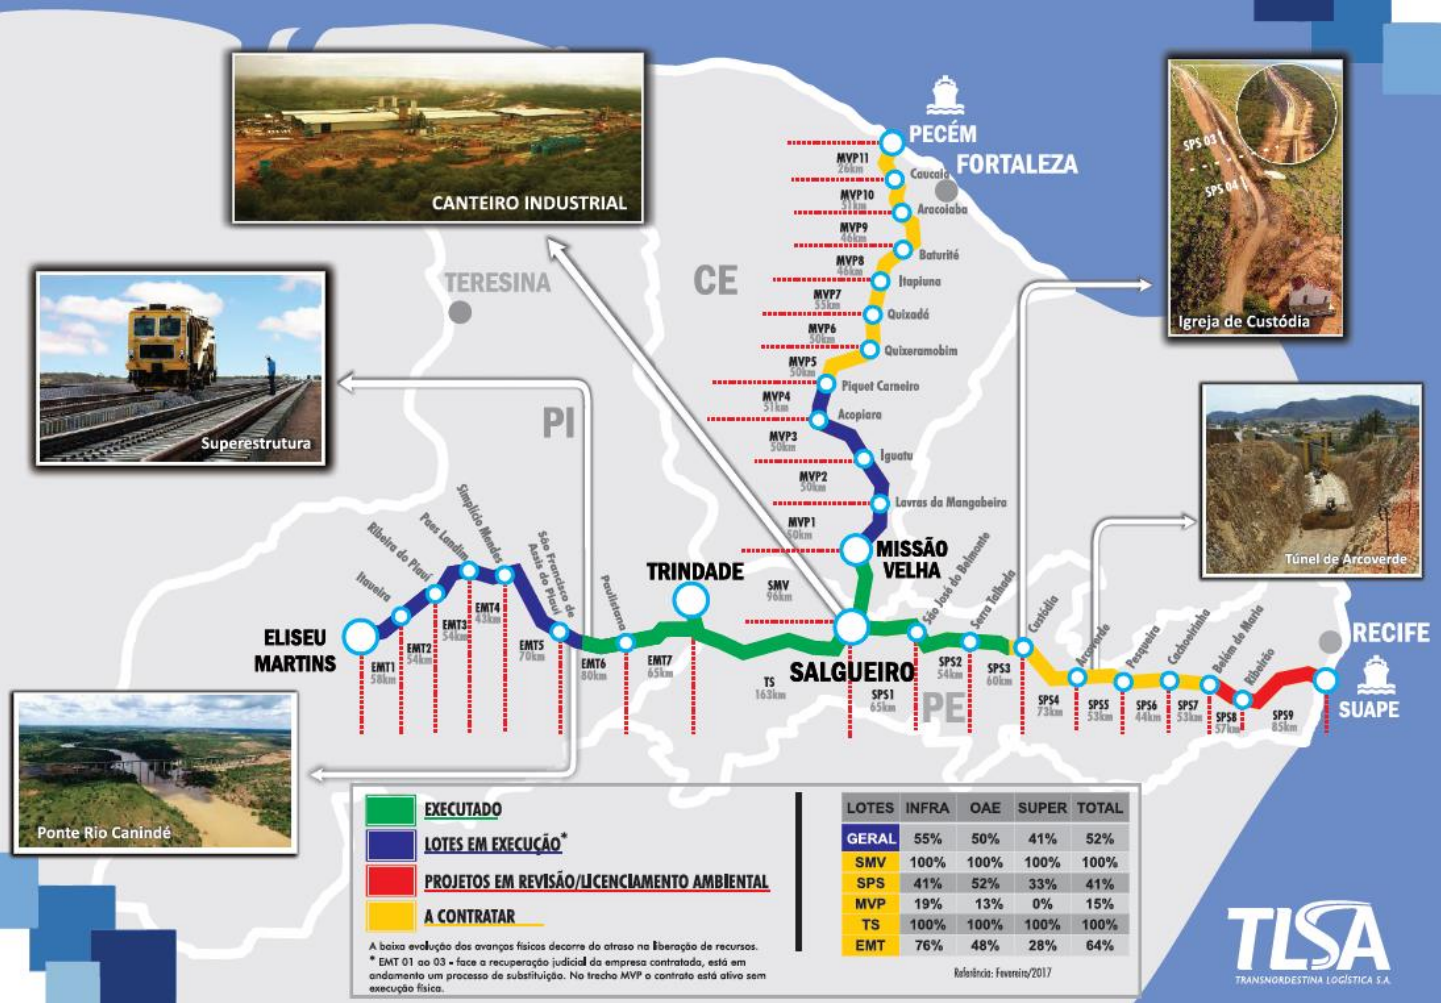 CANTEIRO INDUSTRIAL
PECÉM
FORTALEZA
SPS 03
SPS 04
Igreja de Custódia
MVP11
26km
Caucaia
MVP10
51km
Aracoiaba
MVP9
46km
Baturité
MVP8
46km
Itapiuna
MVP7
55km
Quixadá
MVP6
50km
Quixeramobim
MVP5
50km
Piquet Carneiro
MVP4
51km
Acopiara
MVP3
50km
Iguatu
MVP2
50km
Lavras da Mangabeira
MVP1
50km
MISSÃO
VELHA
TERESINA
CE
PI
Superestrutura
Túnel de Arcoverde
SMV
96km
TRINDADE
ELISEU
MARTINS
Itaueira
Ribeira do Piauí
Paes Landim
Simplício Mendes
São Francisco de
Assis do Piauí
Paulistana
EMT1
58km
EMT2
54km
EMT3
54km
EMT4
43km
EMT5
70km
EMT6
80km
EMT7
65km
TS
163km
SALGUEIRO
São José do Belmonte
Serra Talhada
Custódia
Arcoverde
Pesqueira
Cachoeirinha
Belém de Maria
Ribeirão
SPS1
65km
SPS2
54km
SPS3
60km
SPS4
73km
SPS5
53km
SPS6
44km
SPS7
53km
SPS8
57km
SPS9
85km
PE
RECIFE
SUAPE
Ponte Rio Canindé
EXECUTADO
LOTES EM EXECUÇÃO*
PROJETOS EM REVISÃO/LICENCIAMENTO AMBIENTAL
A CONTRATAR
A baixa evolução dos avanços físicos decorre do atraso na liberação de recursos.
* EMT 01 ao 03 - face a recuperação judicial da empresa contratada, está em
andamento um processo de substituição. No trecho MVP o contrato está ativo sem
execução física.
LOTES INFRA OAE SUPER TOTAL
GERAL 55% 50% 41% 52%
SMV 100% 100% 100% 100%
SPS 41% 52% 33% 41%
MVP 19% 13% 0% 15%
TS 100% 100% 100% 100%
EMT 76% 48% 28% 64%
Referência: Fevereiro/2017
TLSA
TRANSNORDESTINA LOGÍSTICA S.A.